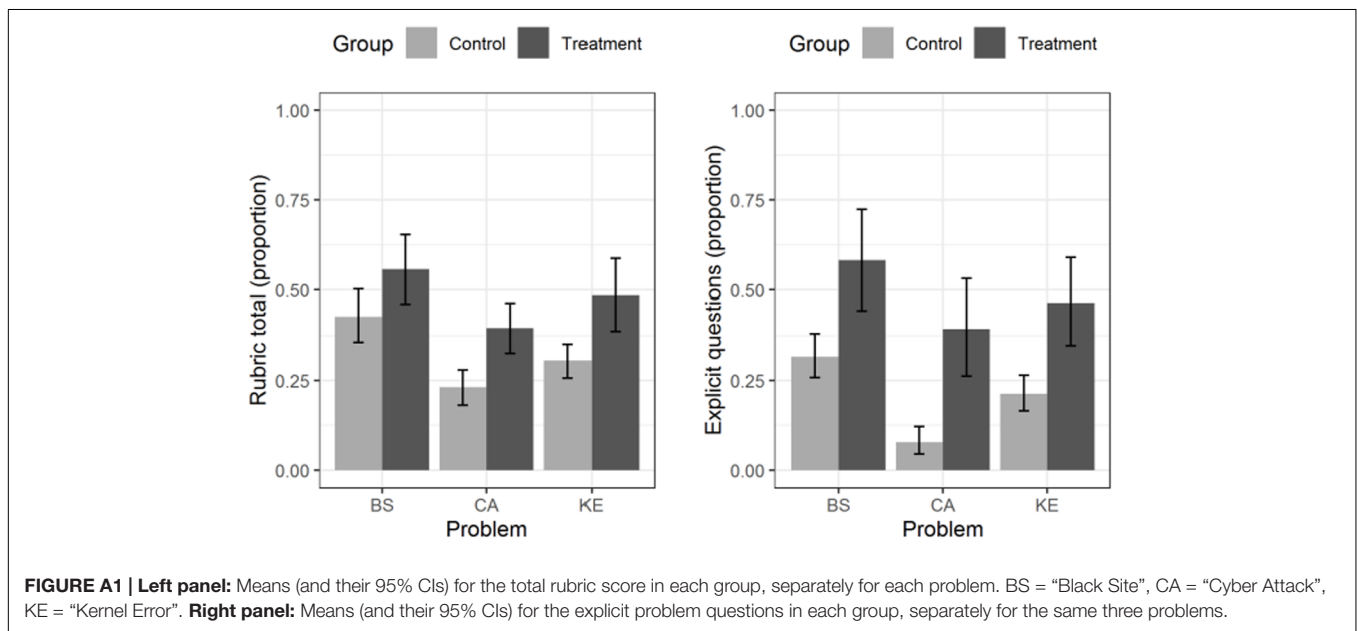 Group Control Treatment
1.00
0.75
0.50
0.25
0.00
Rubric total (proportion)
BS CA KE
Problem
Group Control Treatment
1.00
0.75
0.50
0.25
0.00
Explicit questions (proportion)
BS CA KE
Problem
FIGURE A1 | Left panel: Means (and their 95% CIs) for the total rubric score in each group, separately for each problem. BS = “Black Site”, CA = “Cyber Attack”,
KE = “Kernel Error”. Right panel: Means (and their 95% CIs) for the explicit problem questions in each group, separately for the same three problems.